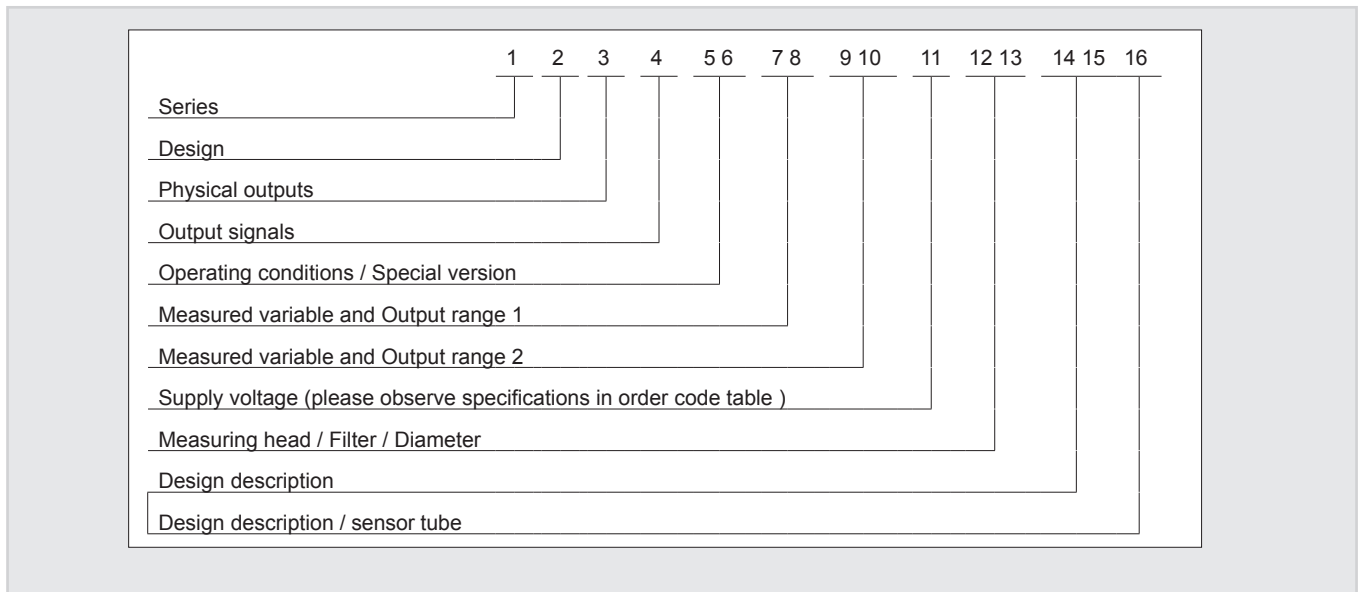 1 2 3 4 5 6 7 8 9 10 11 12 13 14 15 16
Series
Design
Physical outputs
Output signals
Operating conditions / Special version
Measured variable and Output range 1
Measured variable and Output range 2
Supply voltage (please observe specifications in order code table )
Measuring head / Filter / Diameter
Design description
Design description / sensor tube